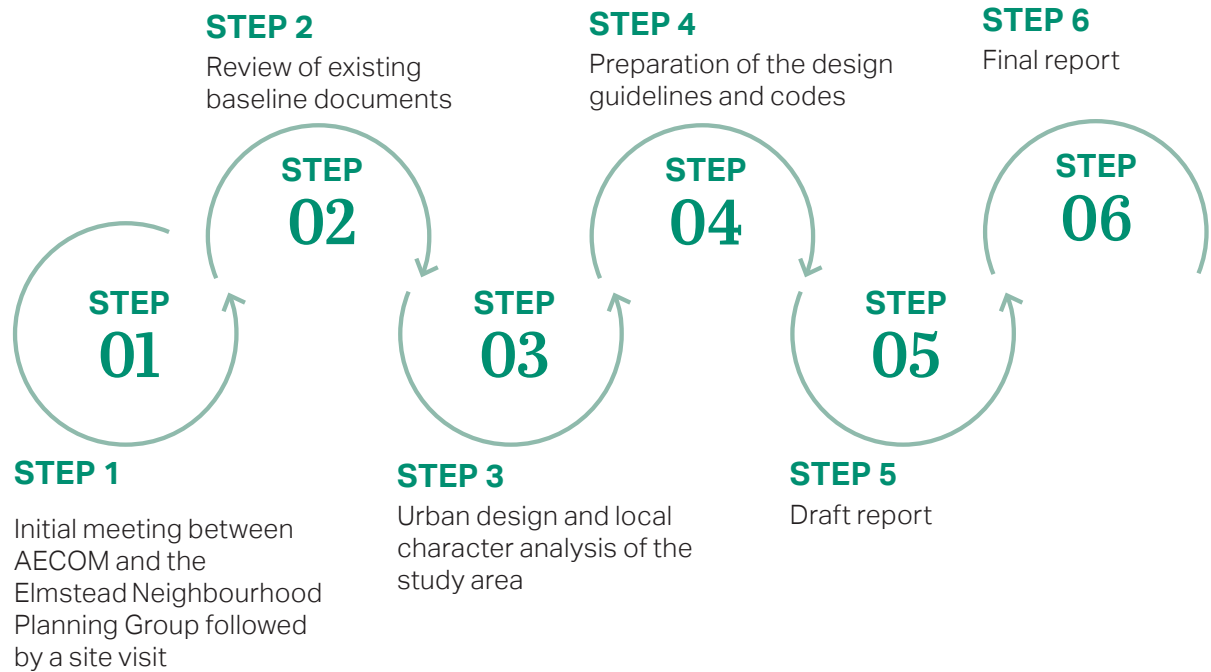 STEP 2
Review of existing
baseline documents
STEP 4
Preparation of the design
guidelines and codes
STEP 6
Final report
STEP
01
STEP
02
STEP
03
STEP
04
STEP
05
STEP
06
STEP 1
Initial meeting between
AECOM and the
Elmstead Neighbourhood
Planning Group followed
by a site visit
STEP 3
Urban design and local
character analysis of the
study area
STEP 5
Draft report